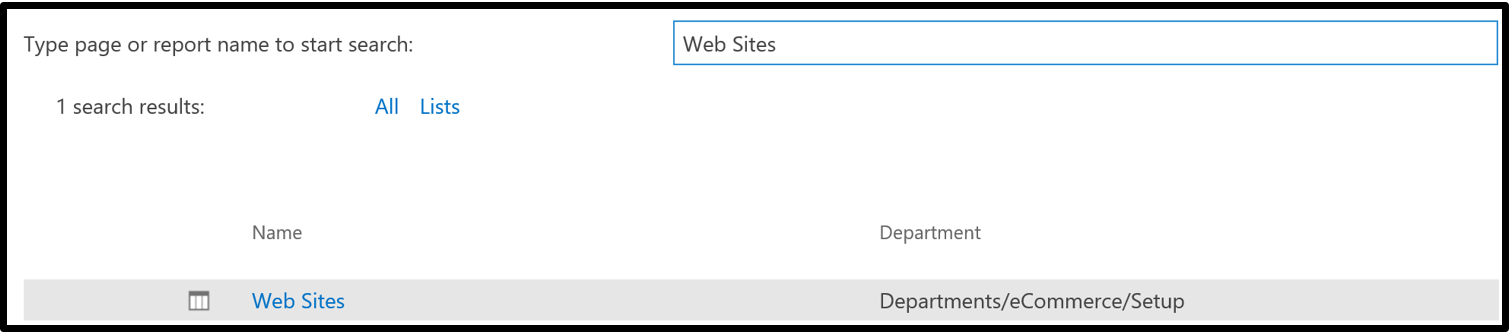 Type page or report name to start search: Web Sites
1 search results: All Lists
Name Department
Web Sites Departments/eCommerce/Setup